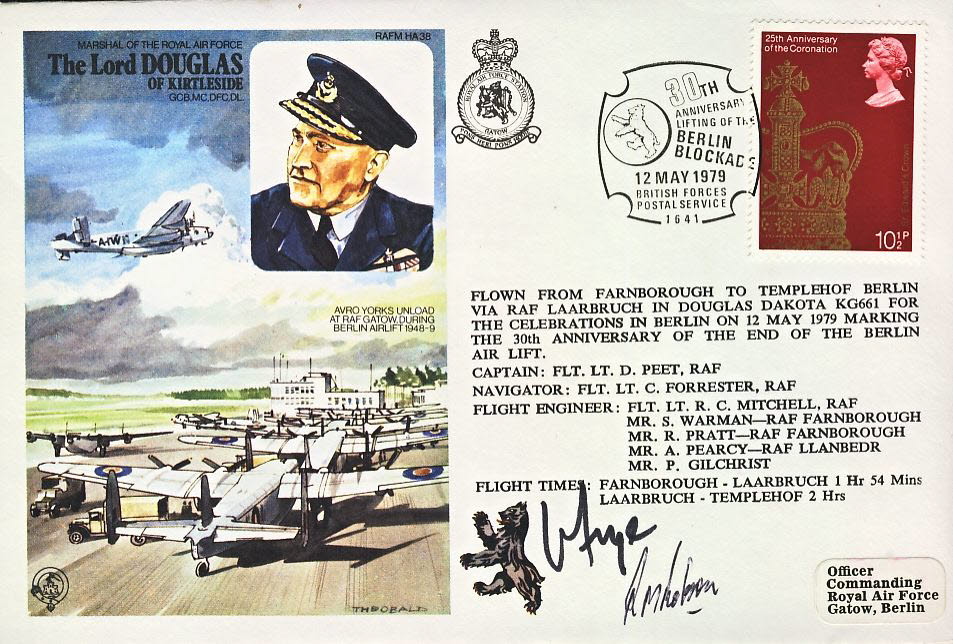 MARSHAL OF THE ROYAL AIR FORCE
The Lord DOUGLAS
OF KIRTLESIDE
GCB,MC,DFC,DL.
RAFM HA38
AVRO YORKS UNLOAD
AT RAF GATOW, DURING
BERLIN AIRLIFT 1948-9
THEOBALD
ROYAL AIR FORCE STATION
GATOW
30TH
ANNIVERSARY
LIFTING OF THE
BERLIN
BLOCKADE
12 MAY 1979
BRITISH FORCES
POSTAL SERVICE
1641
25th Anniversary
of the Coronation
10½P
FLOWN FROM FARNBOROUGH TO TEMPLEHOF BERLIN
VIA RAF LAARBRUCH IN DOUGLAS DAKOTA KG661 FOR
THE CELEBRATIONS IN BERLIN ON 12 MAY 1979 MARKING
THE 30th ANNIVERSARY OF THE END OF THE BERLIN
AIR LIFT.
CAPTAIN: FLT. LT. D. PEET, RAF
NAVIGATOR: FLT. LT. C. FORRESTER, RAF
FLIGHT ENGINEER: FLT. LT. R. C. MITCHELL, RAF
MR. S. WARMAN—RAF FARNBOROUGH
MR. R. PRATT—RAF FARNBOROUGH
MR. A. PEARCY—RAF LLANBEDR
MR. P. GILCHRIST
FLIGHT TIMES: FARNBOROUGH - LAARBRUCH 1 Hr 54 Mins
LAARBRUCH - TEMPLEHOF 2 Hrs
Officer
Commanding
Royal Air Force
Gatow, Berlin